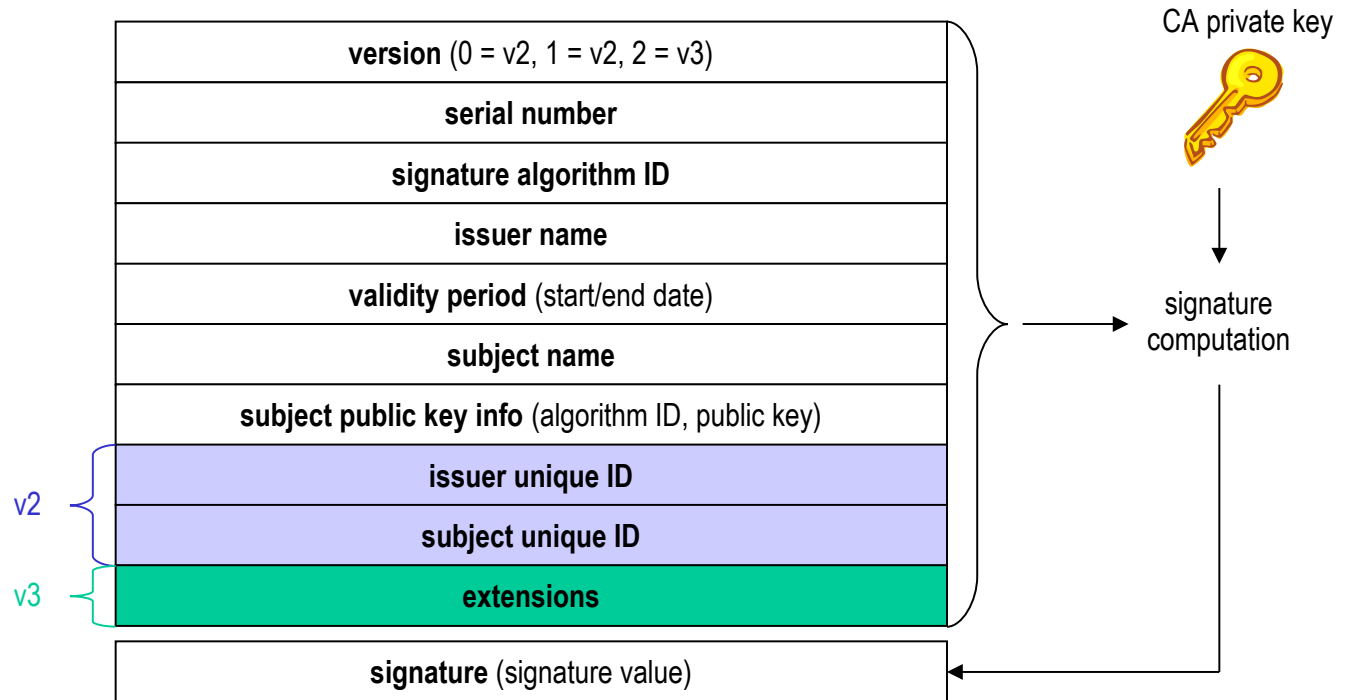 CA private key
version (0 = v2, 1 = v2, 2 = v3)
serial number
signature algorithm ID
issuer name
validity period (start/end date)
signature
computation
subject name
subject public key info (algorithm ID, public key)
issuer unique ID
v2
subject unique ID
v3
extensions
signature (signature value)